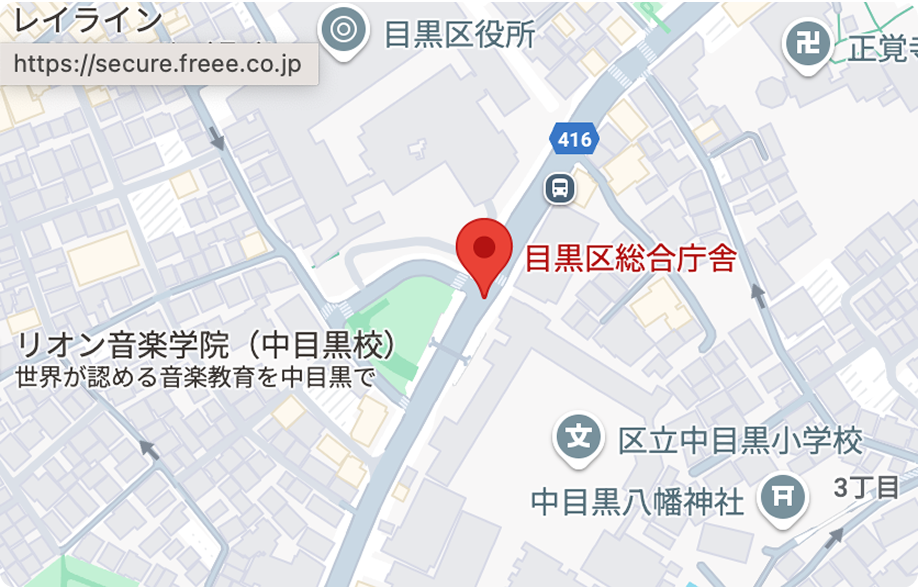 レイライン
目黒区役所
https://secure.freee.co.jp
416
目黒区総合庁舎
リオン音楽学院（中目黒校）
世界が認める音楽教育を中目黒で
文
区立中目黒小学校
中目黒八幡神社
3丁目